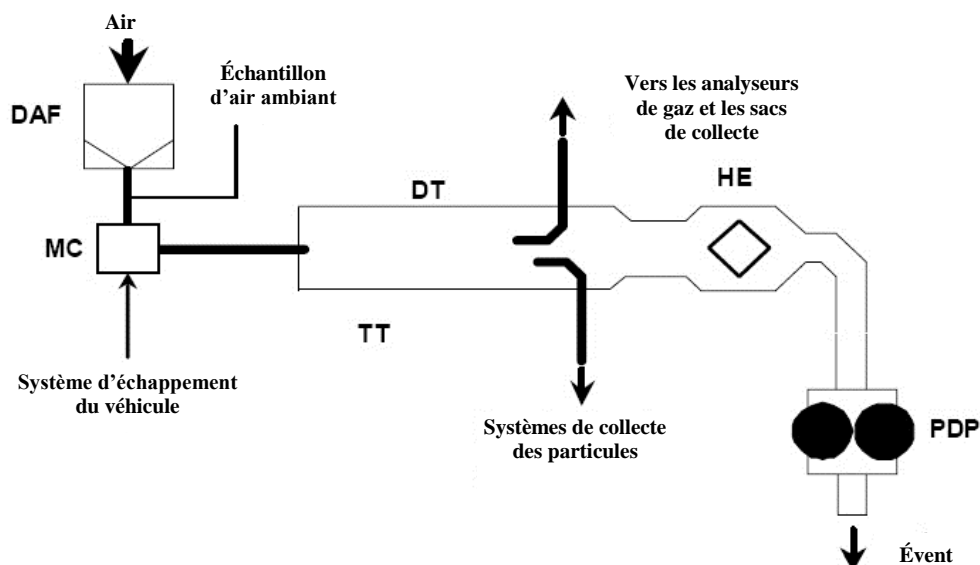 Air
Échantillon
d’air ambiant
DAF
Vers les analyseurs
de gaz et les sacs
de collecte
DT
HE
MC
TT
Système d’échappement
du véhicule
Systèmes de collecte
des particules
PDP
Évent